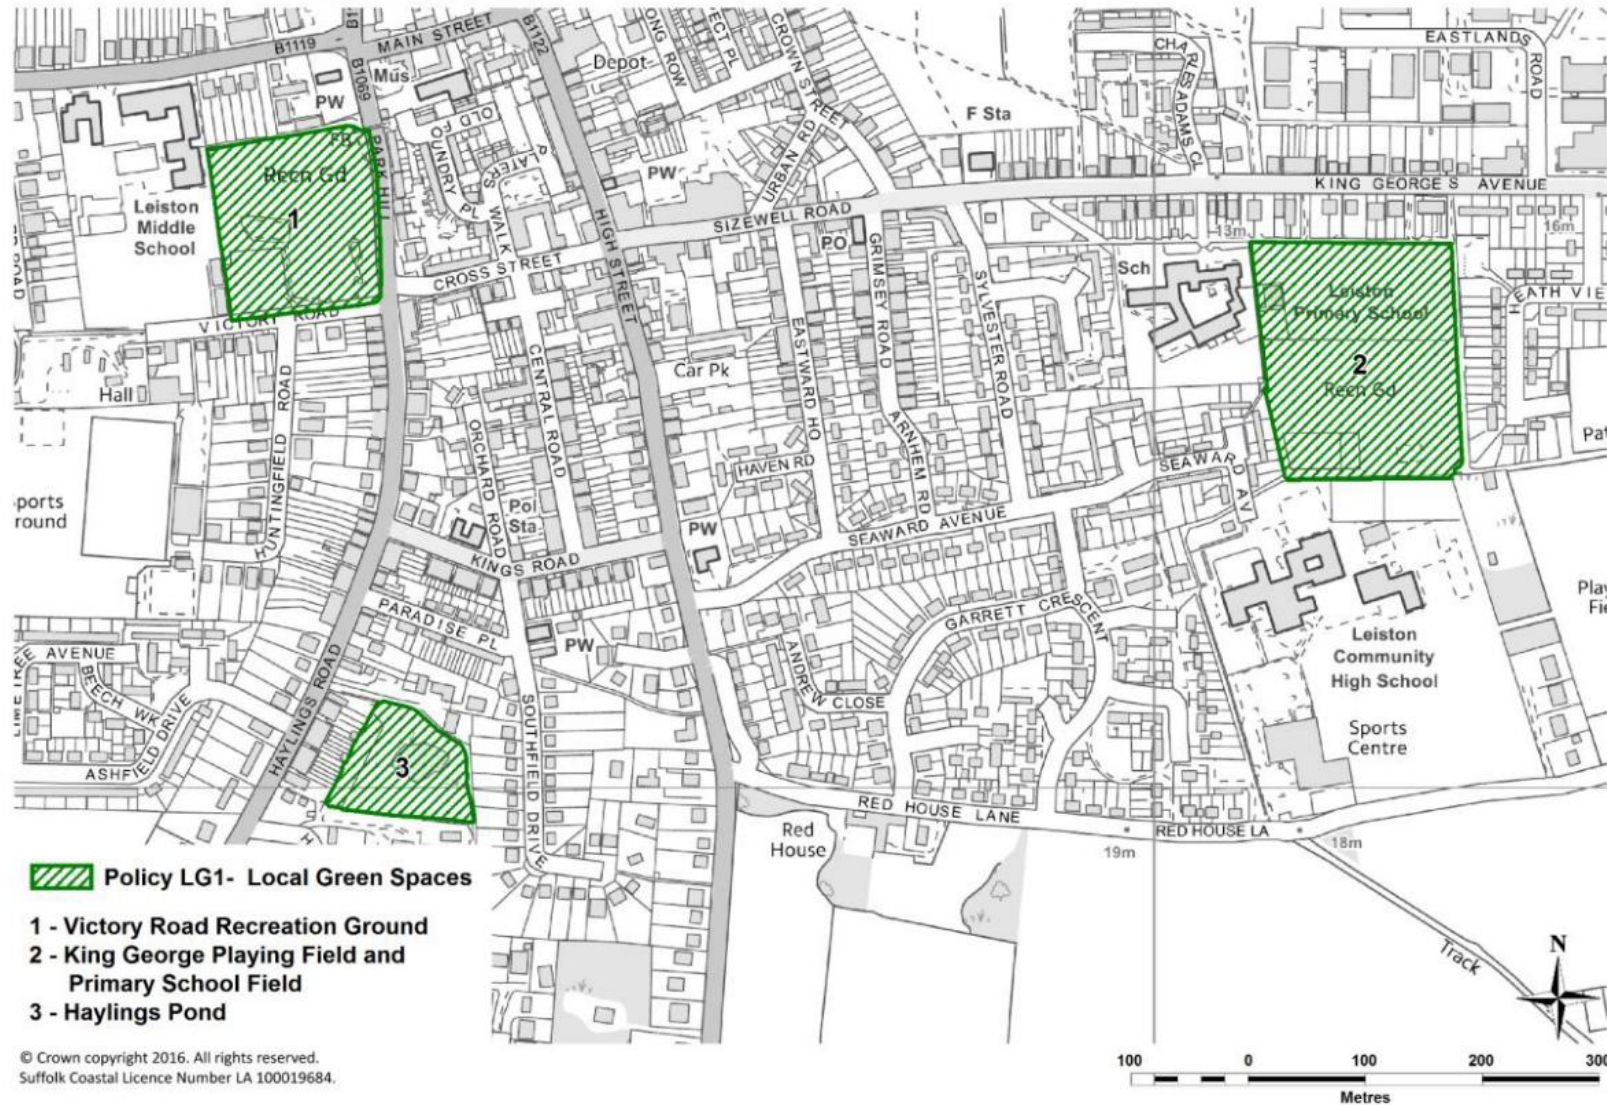 B1119
MAIN STREET
B1122
B1069
Mus
PW
Depot
CROWN STREET
CHARLES ADAMS CL
EASTLANDS ROAD
OLD FOUNDRY PL
PLATERS WALK
URBAN RD
F Sta
FB
PARK HILL
Recn Gd
1
PW
KING GEORGE S AVENUE
Leiston
Middle
School
HIGH STREET
SIZEWELL ROAD
PO
GRIMSEY ROAD
13m
16m
CROSS STREET
SYLVESTER ROAD
Sch
VICTORY ROAD
Leiston
Primary School
2
Recn Gd
Hall
HUNTINGFIELD ROAD
CENTRAL ROAD
Car Pk
EASTWARD HO
ORCHARD ROAD
ARNHEM RD
HAVEN RD
SEAWARD AV
Pol
Sta
PW
SEAWARD AVENUE
KINGS ROAD
PARADISE PL
PW
GARRETT CRESCENT
ANDREW CLOSE
Leiston
Community
High School
AVENUE
BEECH WK
ASHFIELD DRIVE
HAYLINGS ROAD
3
SOUTHFIELD DRIVE
Sports
Centre
RED HOUSE LANE
RED HOUSE LA
Red
House
19m
18m
Track
Policy LG1- Local Green Spaces
1 - Victory Road Recreation Ground
2 - King George Playing Field and
Primary School Field
3 - Haylings Pond
N
© Crown copyright 2016. All rights reserved.
Suffolk Coastal Licence Number LA 100019684.
100 0 100 200 300
Metres